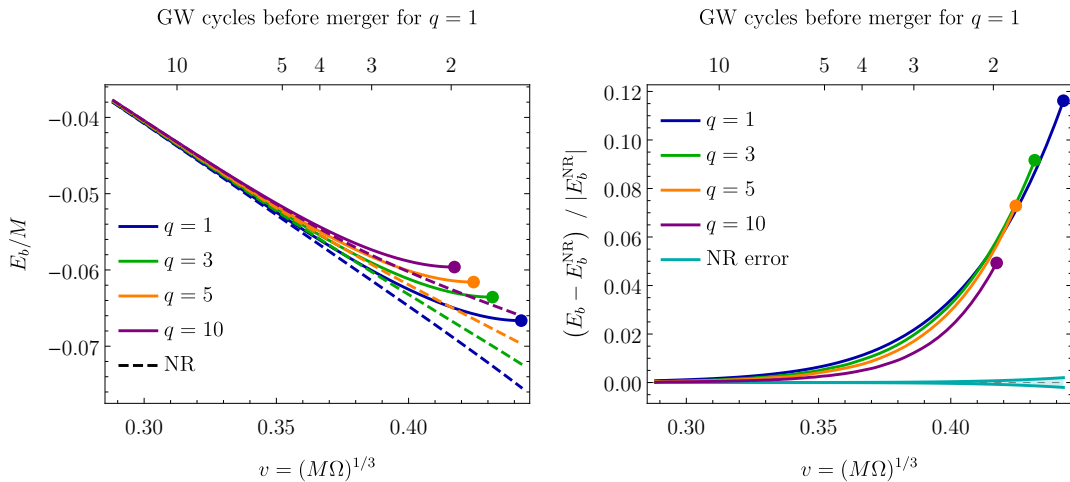 GW cycles before merger for q = 1
10 5 4 3 2
−0.04
−0.05
−0.06
−0.07
E_b/M
q = 1
q = 3
q = 5
q = 10
NR
0.30 0.35 0.40
v = (MΩ)^{1/3}
GW cycles before merger for q = 1
10 5 4 3 2
0.12
0.10
0.08
0.06
0.04
0.02
0.00
(E_b − E_b^{NR}) / |E_b^{NR}|
q = 1
q = 3
q = 5
q = 10
NR error
0.30 0.35 0.40
v = (MΩ)^{1/3}